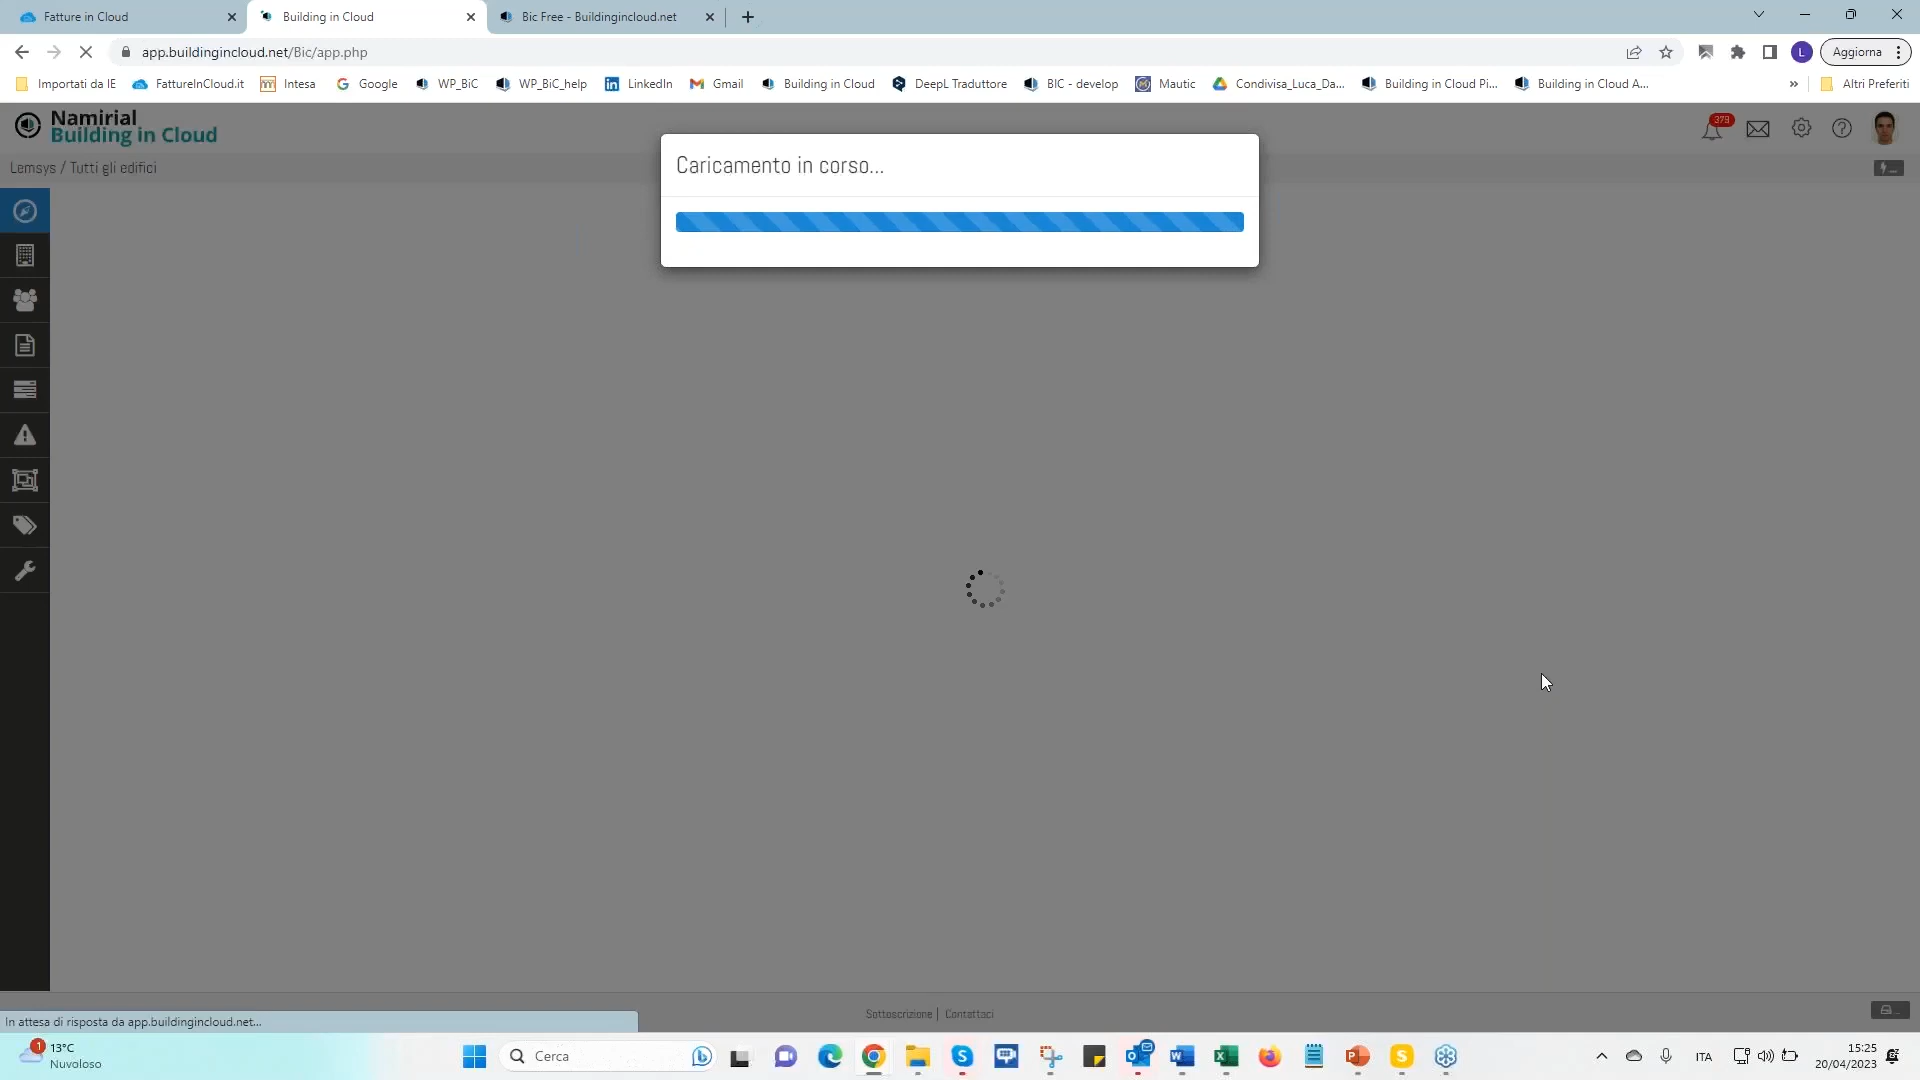 Fatture in Cloud
Building in Cloud
Bic Free - Buildingincloud.net
app.buildingincloud.net/Bic/app.php
L
Aggiorna
Importati da IE
FattureInCloud.it
Intesa
Google
WP_BiC
WP_BiC_help
LinkedIn
Gmail
Building in Cloud
DeepL Traduttore
BIC - develop
Mautic
Condivisa_Luca_Da...
Building in Cloud Pi...
Building in Cloud A...
»
Altri Preferiti
Namirial
Building in Cloud
379
Lemsys / Tutti gli edifici
Caricamento in corso...
Sottoscrizione | Contattaci
In attesa di risposta da app.buildingincloud.net...
1
13°C
Nuvoloso
Cerca
ITA
15:25
20/04/2023